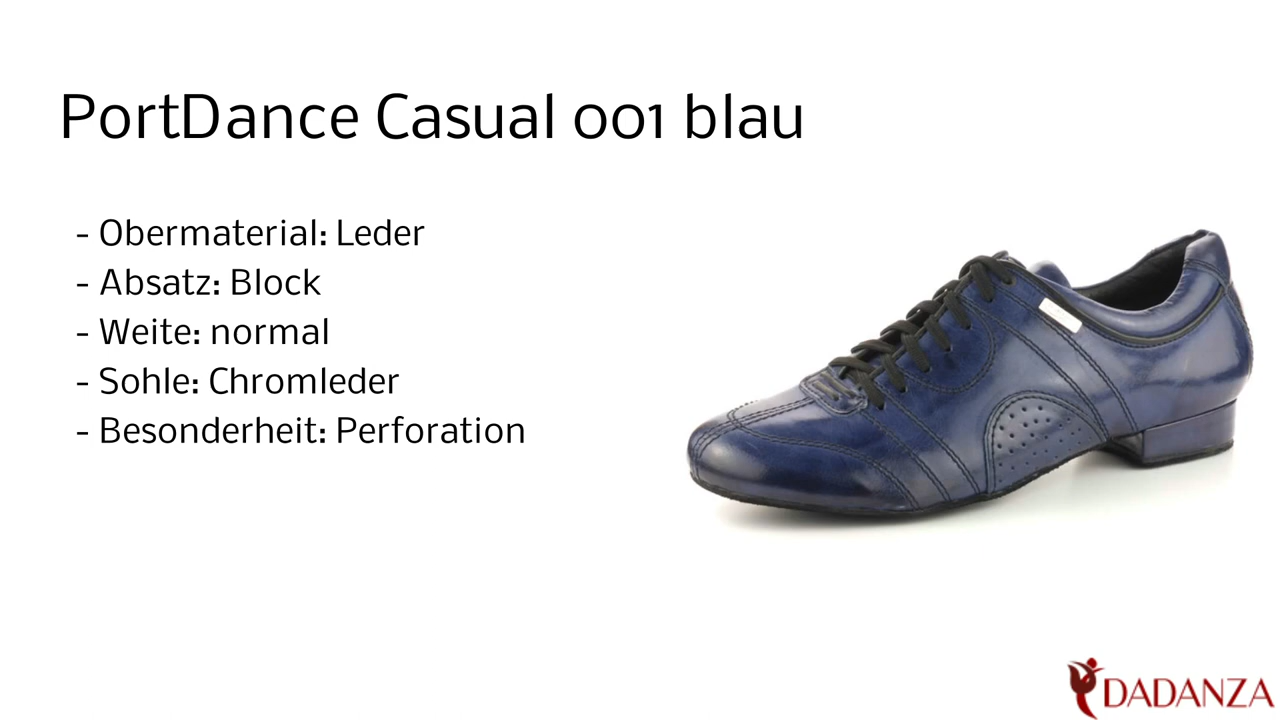 PortDance Casual 001 blau
- Obermaterial: Leder
- Absatz: Block
- Weite: normal
- Sohle: Chromleder
- Besonderheit: Perforation
DADANZA